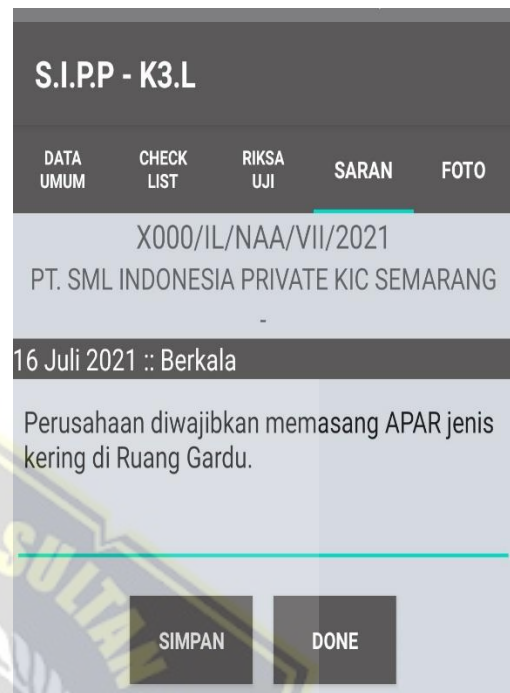 S.I.P.P - K3.L
DATA UMUM
CHECK LIST
RIKSA UJI
SARAN
FOTO
X000/IL/NAA/VII/2021
PT. SML INDONESIA PRIVATE KIC SEMARANG
-
16 Juli 2021 :: Berkala
Perusahaan diwajibkan memasang APAR jenis
kering di Ruang Gardu.
SULTAN
SIMPAN
DONE